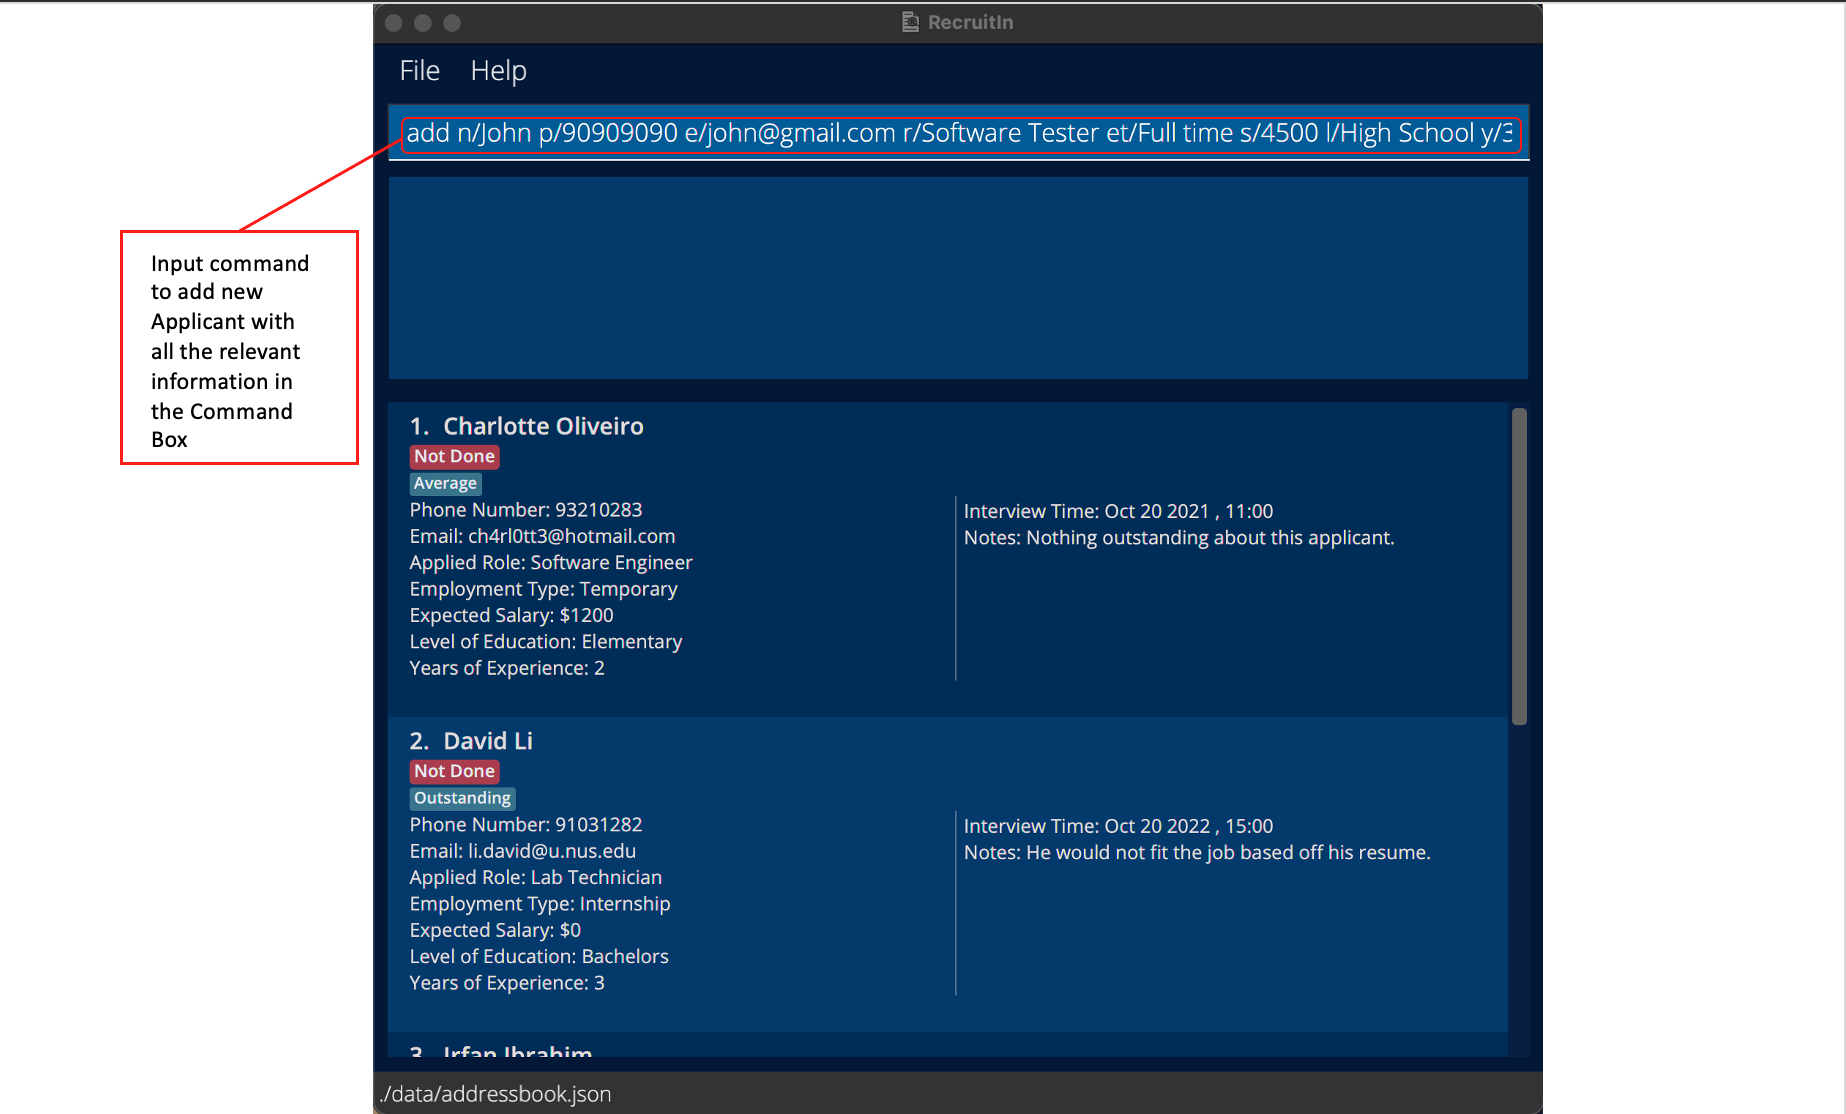 RecruitIn
File Help
add n/John p/90909090 e/john@gmail.com r/Software Tester et/Full time s/4500 l/High School y/3
Input command
to add new
Applicant with
all the relevant
information in
the Command
Box
1. Charlotte Oliveiro
Not Done
Average
Phone Number: 93210283
Email: ch4rl0tt3@hotmail.com
Applied Role: Software Engineer
Employment Type: Temporary
Expected Salary: $1200
Level of Education: Elementary
Years of Experience: 2
Interview Time: Oct 20 2021 , 11:00
Notes: Nothing outstanding about this applicant.
2. David Li
Not Done
Outstanding
Phone Number: 91031282
Email: li.david@u.nus.edu
Applied Role: Lab Technician
Employment Type: Internship
Expected Salary: $0
Level of Education: Bachelors
Years of Experience: 3
Interview Time: Oct 20 2022 , 15:00
Notes: He would not fit the job based off his resume.
3. Irfan Ibrahim
./data/addressbook.json